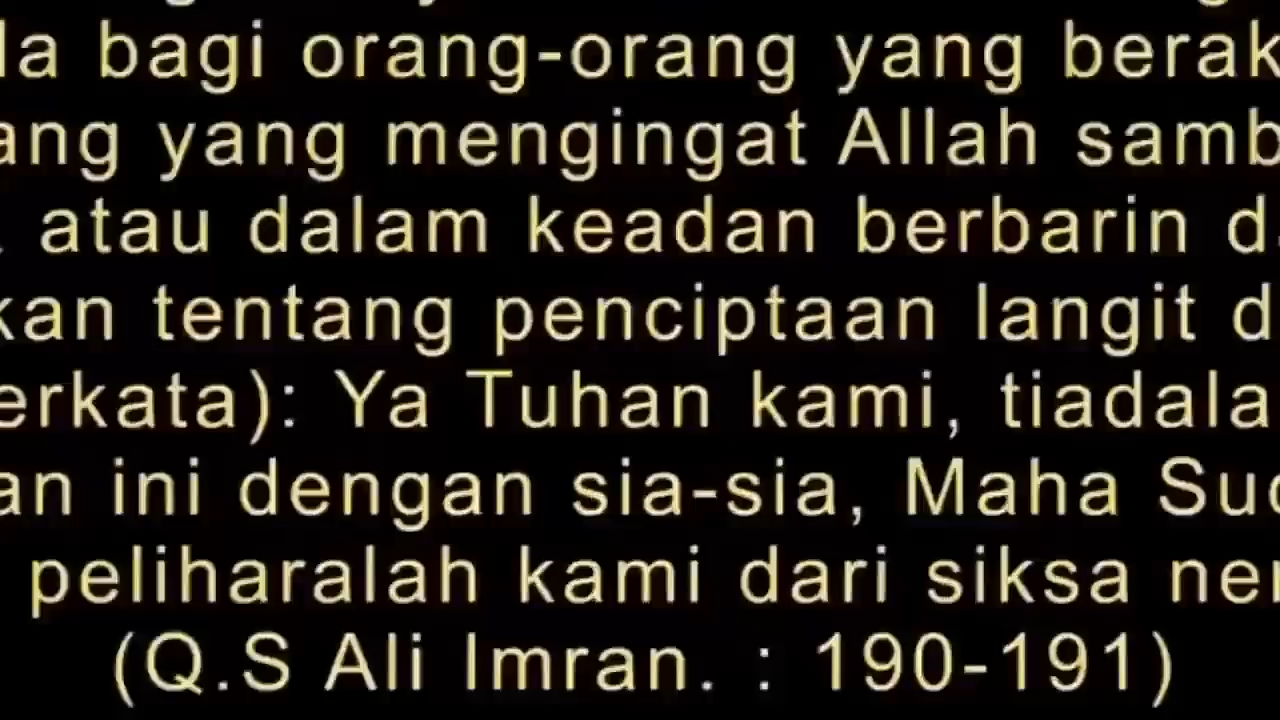 la bagi orang-orang yang berak
ang yang mengingat Allah samb
atau dalam keadan berbarin d
kan tentang penciptaan langit d
erkata): Ya Tuhan kami, tiadala
an ini dengan sia-sia, Maha Suc
peliharalah kami dari siksa ner
(Q.S Ali Imran. : 190-191)